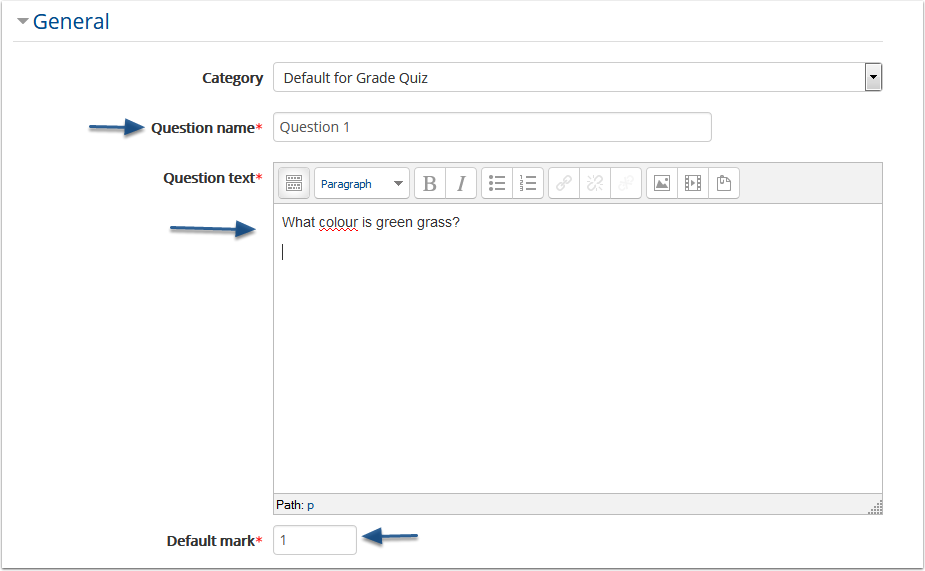 General
Category Default for Grade Quiz
Question name* Question 1
Question text* Paragraph B I
What colour is green grass?
Path: p
Default mark* 1